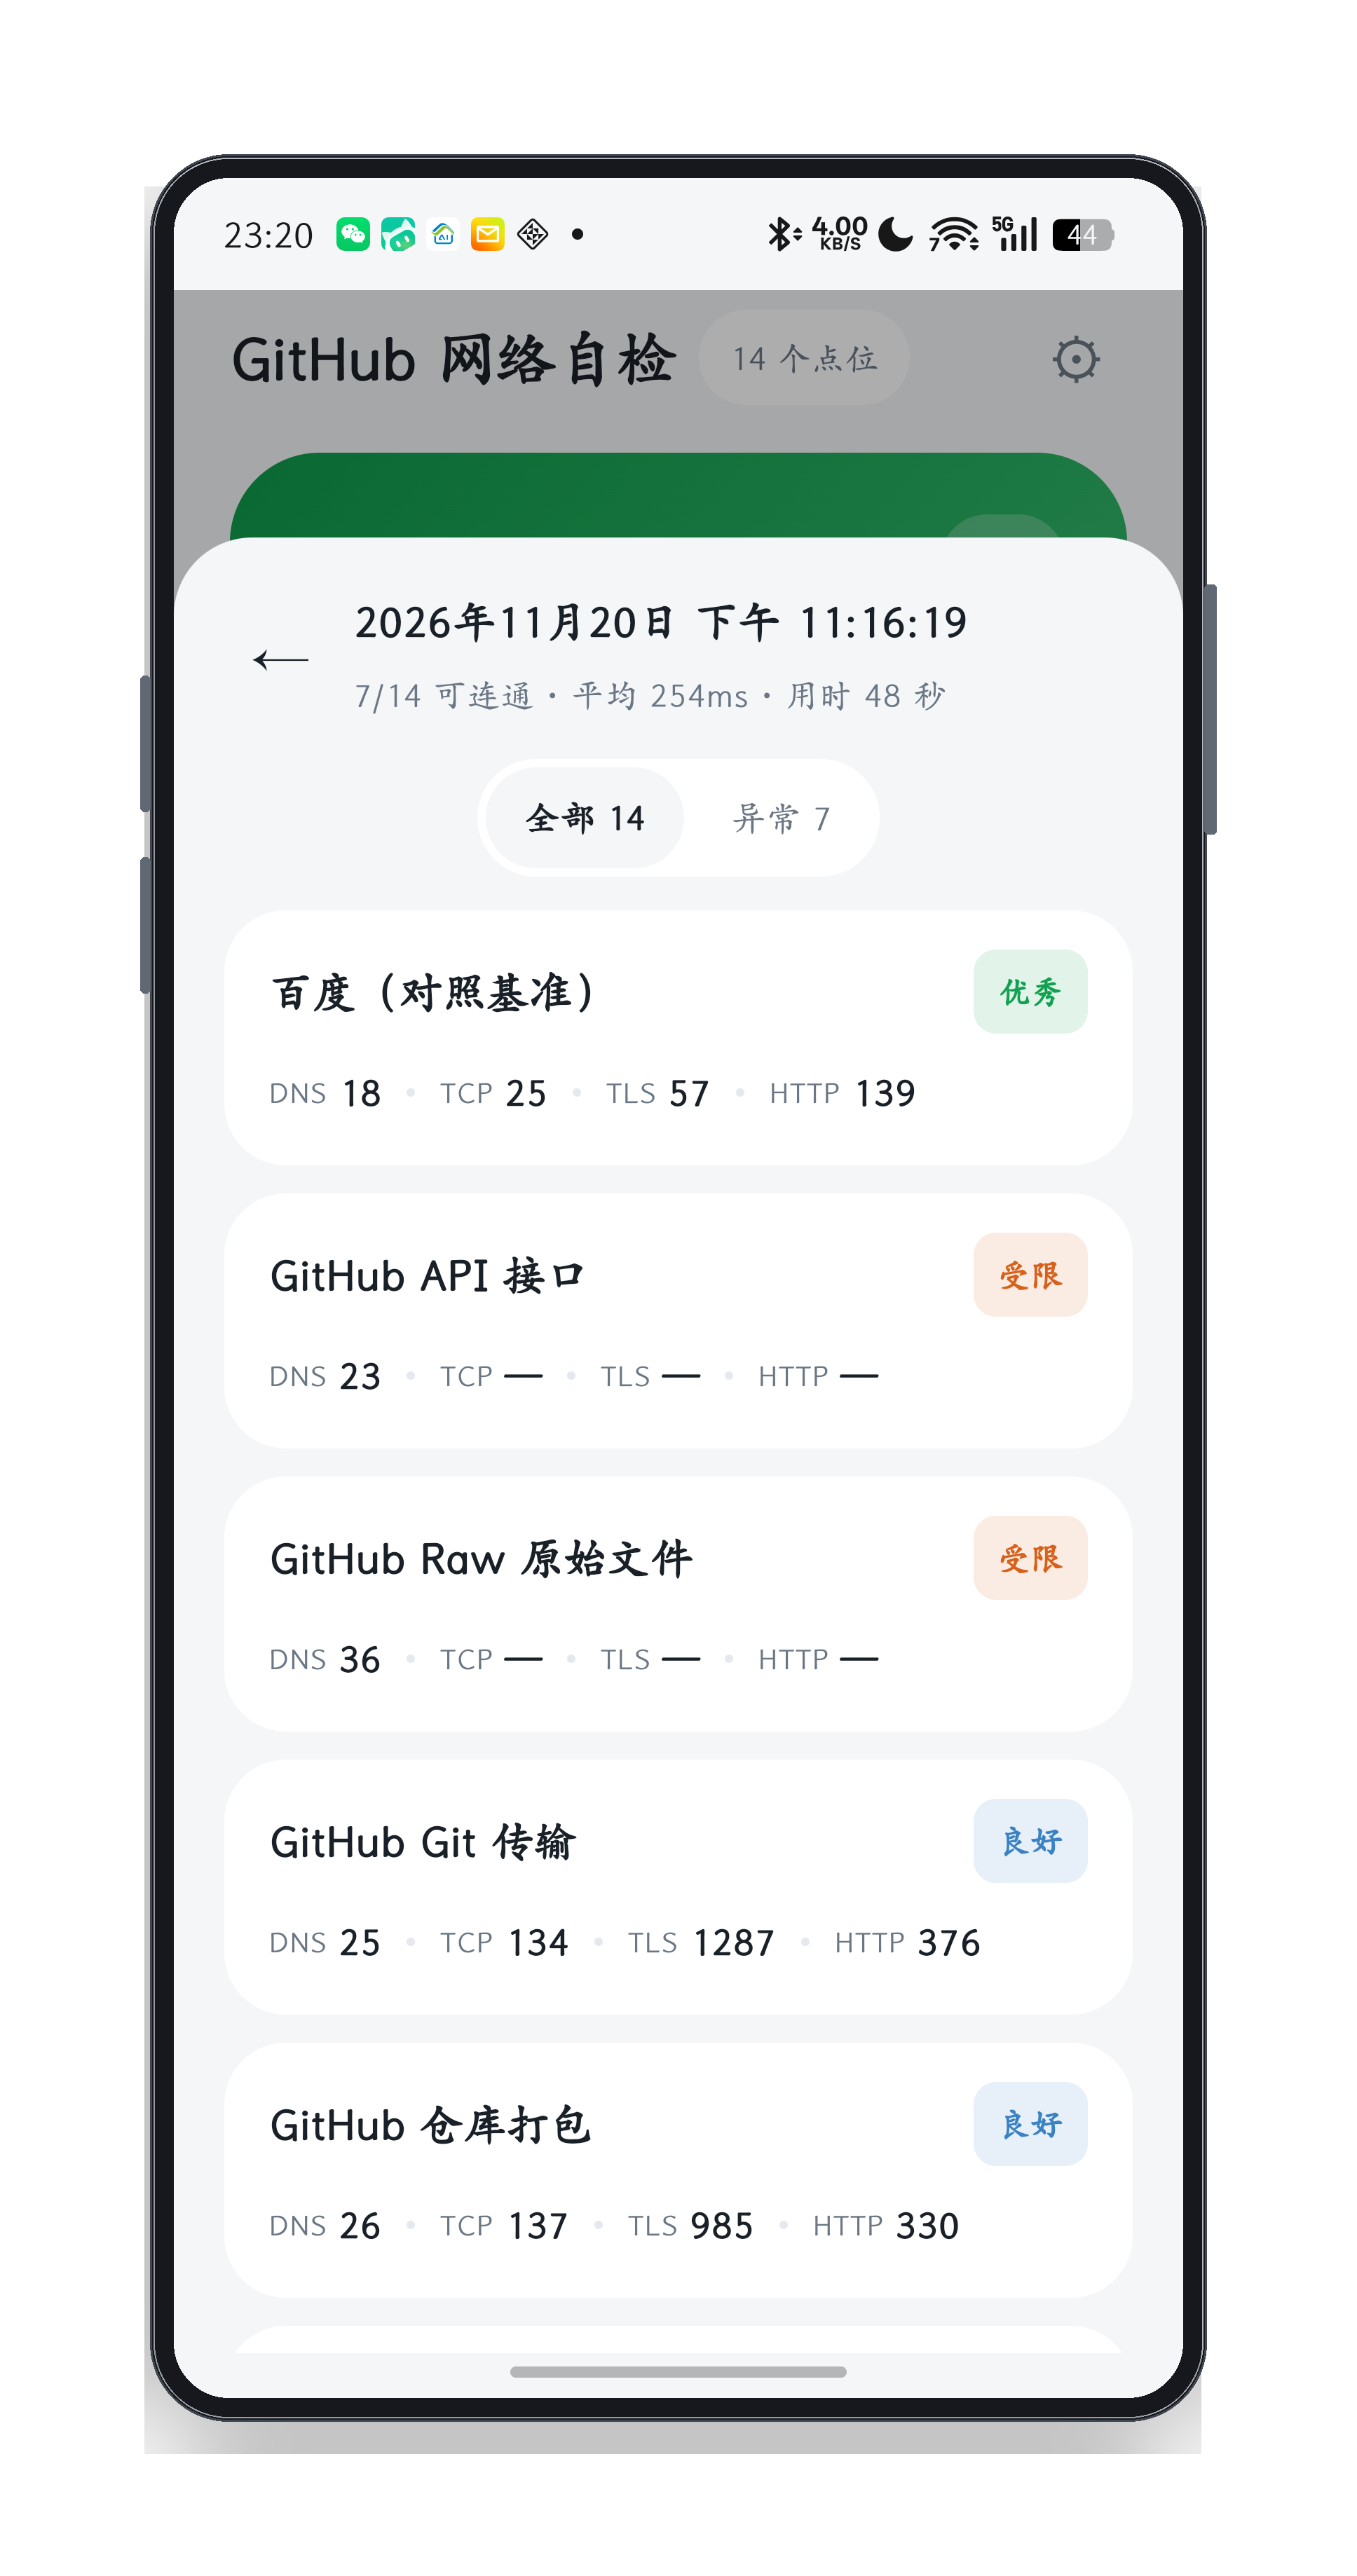 23:20 4.00 KB/S 7 5G 44
GitHub 网络自检 14 个点位
2026年11月20日 下午 11:16:19
7/14 可连通 · 平均 254ms · 用时 48 秒
全部 14 异常 7
百度（对照基准） 优秀
DNS 18 • TCP 25 • TLS 57 • HTTP 139
GitHub API 接口 受限
DNS 23 • TCP — • TLS — • HTTP —
GitHub Raw 原始文件 受限
DNS 36 • TCP — • TLS — • HTTP —
GitHub Git 传输 良好
DNS 25 • TCP 134 • TLS 1287 • HTTP 376
GitHub 仓库打包 良好
DNS 26 • TCP 137 • TLS 985 • HTTP 330